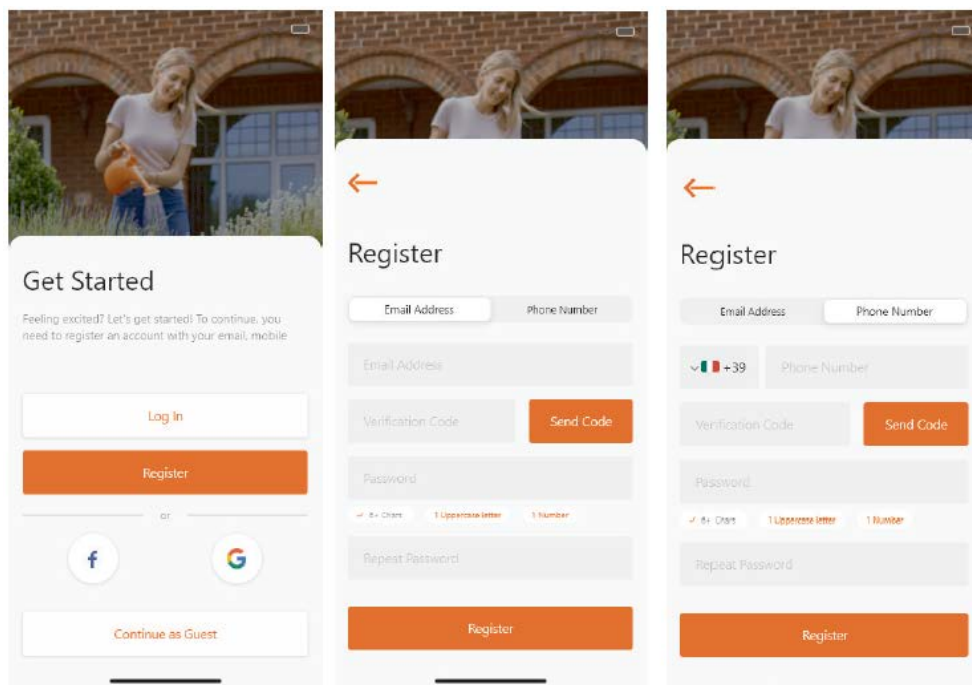 Get Started
Feeling excited? Let's get started! To continue, you
need to register an account with your email, mobile
Log In
Register
or
f
G
Continue as Guest
Register
Email Address
Phone Number
Email Address
Verification Code
Send Code
Password
8+ Chars
1 Uppercase letter
1 Number
Repeat Password
Register
Register
Email Address
Phone Number
+39
Phone Number
Verification Code
Send Code
Password
8+ Chars
1 Uppercase letter
1 Number
Repeat Password
Register